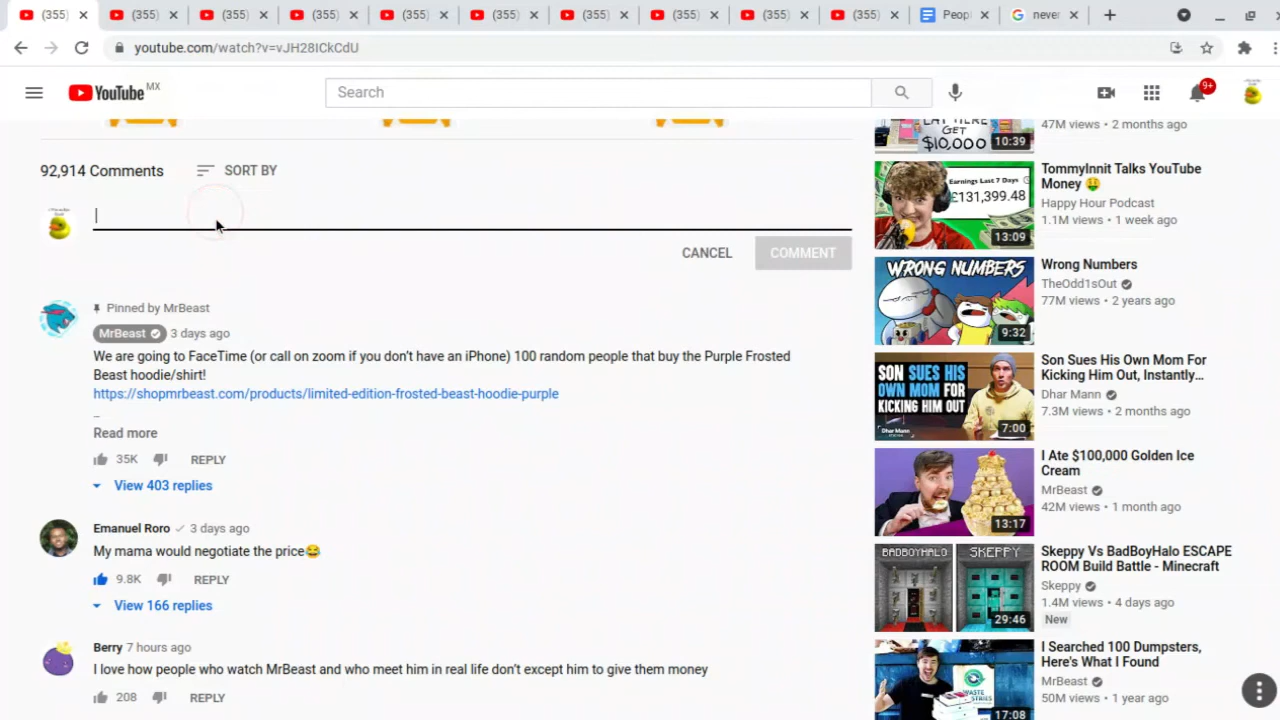 (355)
(355)
(355)
(355)
(355)
(355)
(355)
(355)
(355)
(355)
Peopl
never
youtube.com/watch?v=vJH28ICkCdU
YouTube MX
Search
9+
92,914 Comments
SORT BY
CANCEL
COMMENT
Pinned by MrBeast
MrBeast 3 days ago
We are going to FaceTime (or call on zoom if you don't have an iPhone) 100 random people that buy the Purple Frosted
Beast hoodie/shirt!
https://shopmrbeast.com/products/limited-edition-frosted-beast-hoodie-purple
_
Read more
35K
REPLY
View 403 replies
Emanuel Roro 3 days ago
My mama would negotiate the price😂
9.8K
REPLY
View 166 replies
Berry 7 hours ago
I love how people who watch MrBeast and who meet him in real life don't except him to give them money
208
REPLY
LAY HERE
GET
$10,000
10:39
47M views • 2 months ago
Earnings Last 7 Days
£131,399.48
13:09
TommyInnit Talks YouTube
Money 🤑
Happy Hour Podcast
1.1M views • 1 week ago
WRONG NUMBERS
9:32
Wrong Numbers
TheOdd1sOut
77M views • 2 years ago
SON SUES HIS
OWN MOM FOR
KICKING HIM OUT
Dhar Mann
7:00
Son Sues His Own Mom For
Kicking Him Out, Instantly...
Dhar Mann
7.3M views • 2 months ago
13:17
I Ate $100,000 Golden Ice
Cream
MrBeast
42M views • 1 month ago
BADBOYHALO
SKEPPY
29:46
Skeppy Vs BadBoyHalo ESCAPE
ROOM Build Battle - Minecraft
Skeppy
1.4M views • 4 days ago
New
WASTE
INDUSTRIES
17:08
I Searched 100 Dumpsters,
Here's What I Found
MrBeast
50M views • 1 year ago